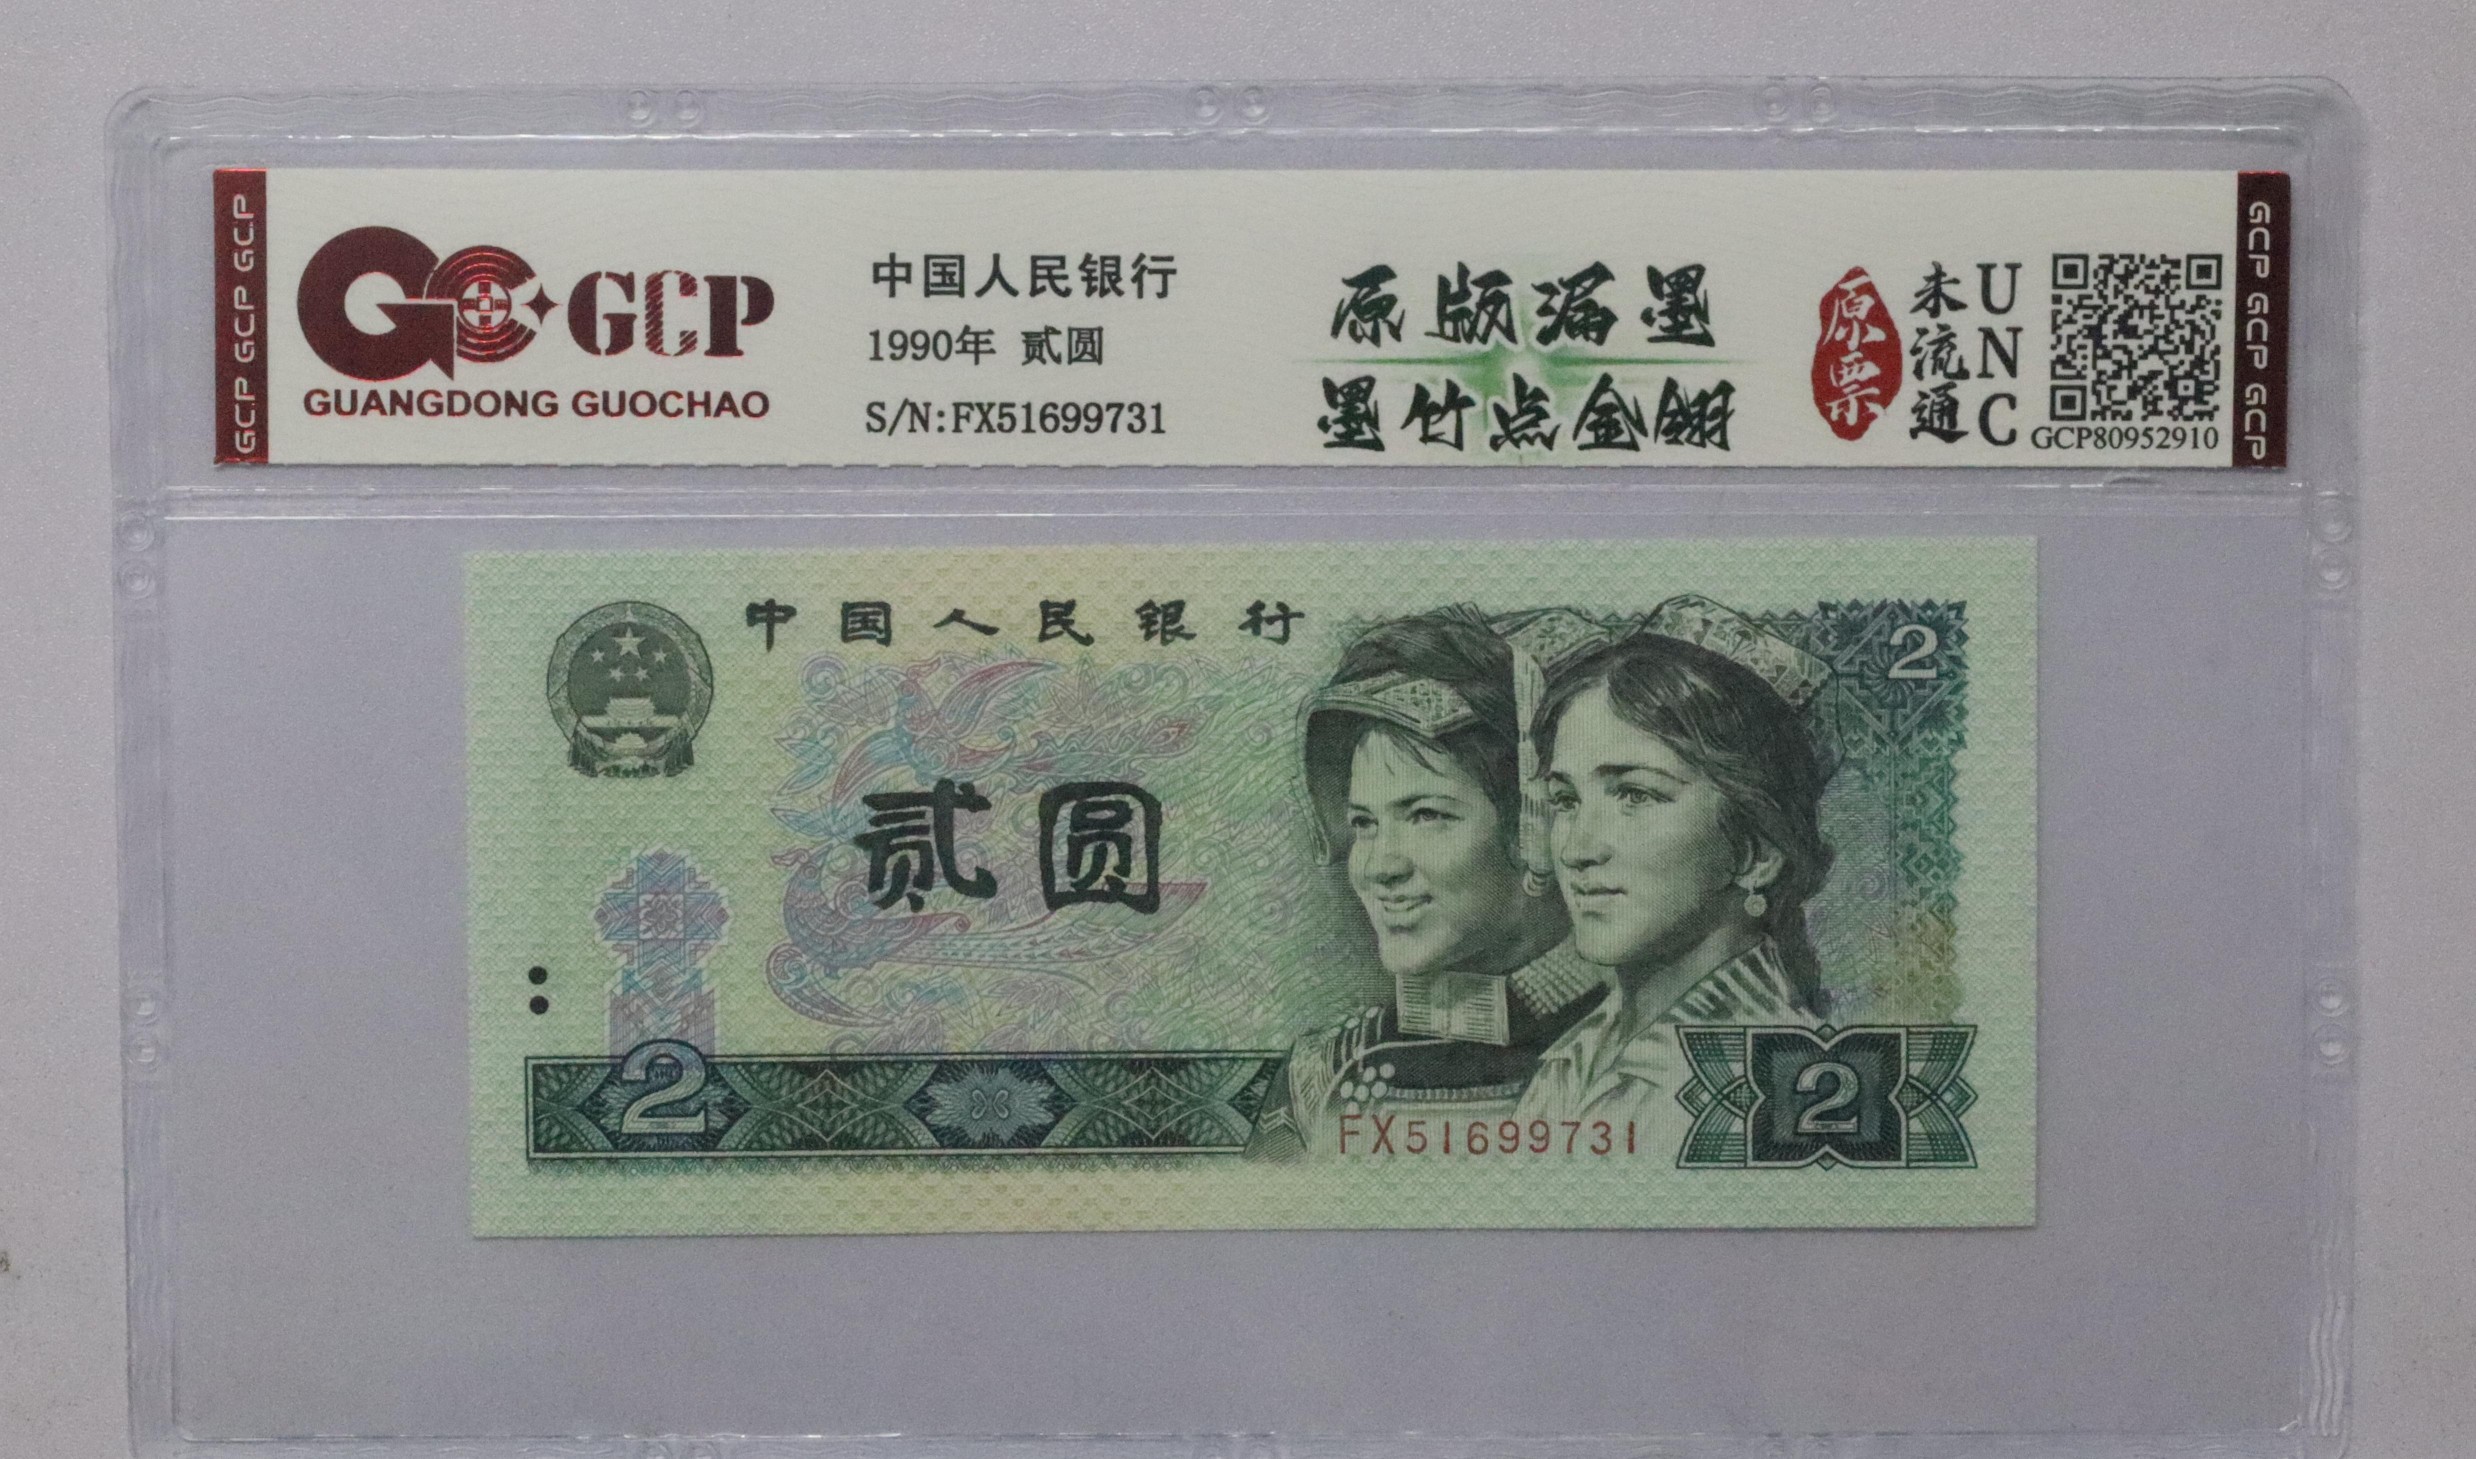 GCP GCP GCP
GCP
GUANGDONG GUOCHAO
中国人民银行
1990年 贰圆
S/N:FX51699731
原版漏墨
墨竹点金翅
原票
未流通
UNC
GCP80952910
GCP GCP GCP
中国人民银行
2
贰圆
2
FX51699731
2